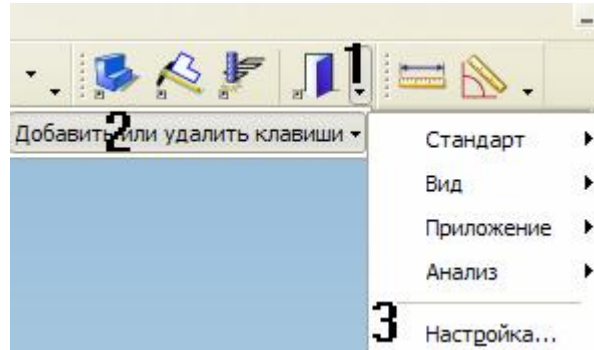 1
2
Добавить или удалить клавиши
Стандарт
Вид
Приложение
Анализ
3
Настройка...